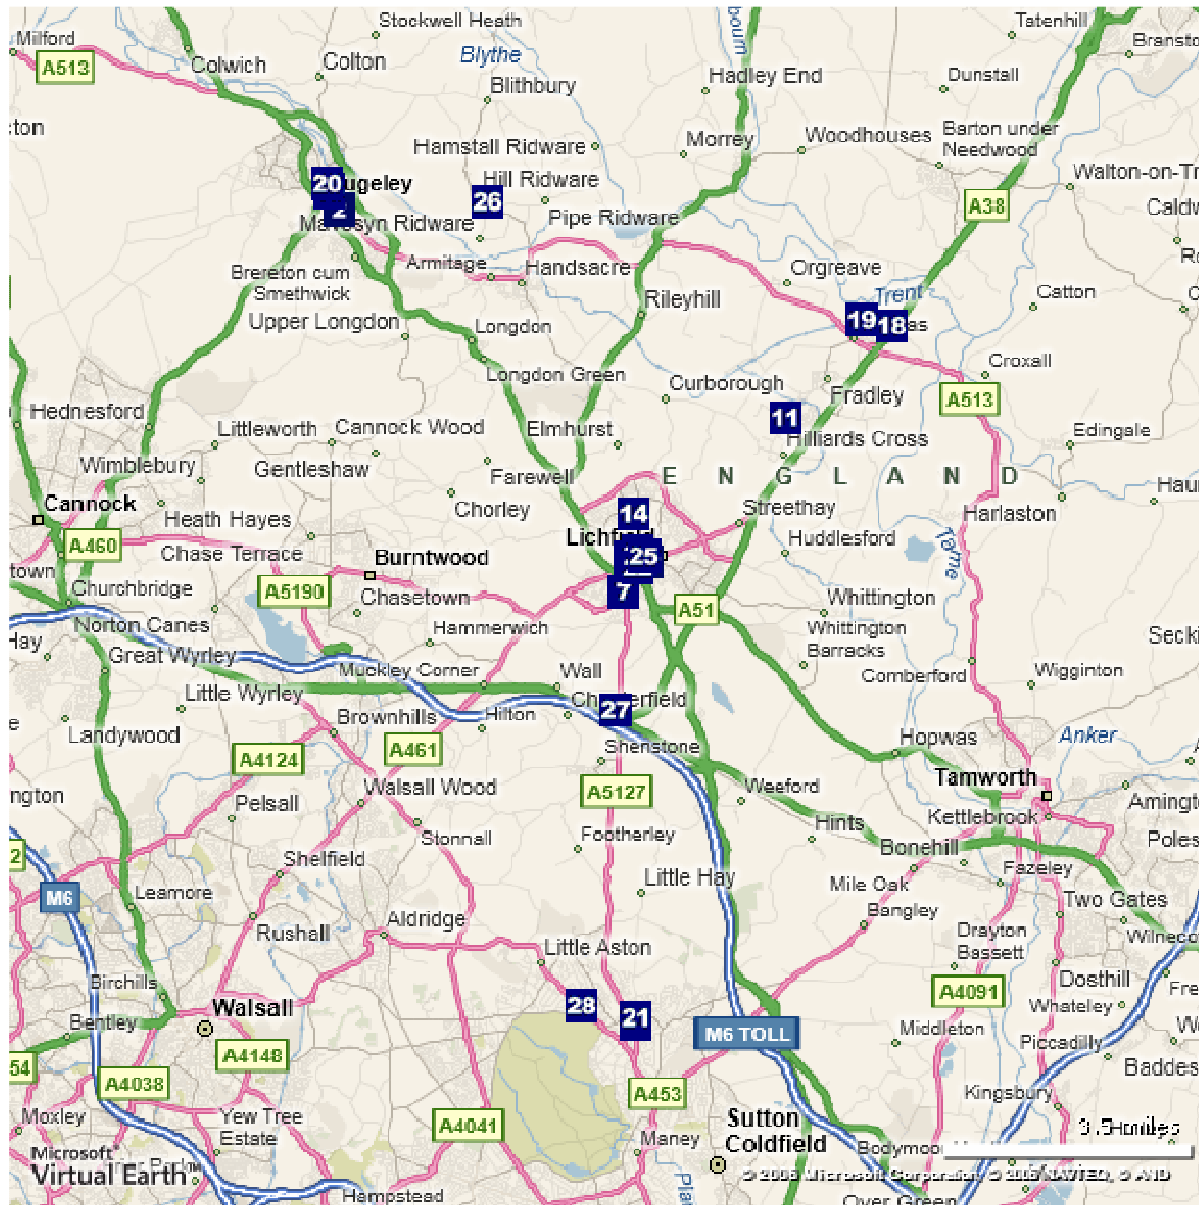 Stockwell Heath
Tatenhill
Milford
Blythe
Colwich
Colton
A513
Hadley End
Dunstall
Blithbury
Morrey
Woodhouses
Barton under
Needwood
Hamstall Ridware
Hill Ridware
20
26
2
Pipe Ridware
A38
Armitage
Handsacre
Orgreave
Brereton cum
Smethwick
Trent
Catton
Rileyhill
19
18
Upper Longdon
Longdon
Longdon Green
Croxall
Curborough
Fradley
A513
Hednesford
11
Littleworth
Cannock Wood
Elmhurst
Hilliards Cross
Edingale
Wimblebury
Gentleshaw
Farewell
ENGLAND
Cannock
Chorley
Streethay
Harlaston
14
Heath Hayes
A460
Chase Terrace
Burntwood
Huddlesford
25
Churchbridge
A5190
Chasetown
7
A51
Whittington
Norton Canes
Hammerwich
Whittington
Barracks
Great Wyrley
Muckley Corner
Wall
Comberford
Wigginton
Little Wyrley
Brownhills
Hilton
27
Landywood
A4124
A461
Shenstone
Hopwas
Anker
Tamworth
Walsall Wood
A5127
Weeford
Pelsall
Kettlebrook
Stonnall
Footherley
Hints
Bonehill
Shelfield
Fazeley
M6
Leamore
Little Hay
Mile Oak
Two Gates
Bangley
Rushall
Aldridge
Little Aston
Drayton
Bassett
Birchills
Dosthill
A4091
Whateley
Walsall
28
21
Bentley
M6 TOLL
Middleton
Piccadilly
A4148
A4038
A453
Kingsbury
Moxley
Yew Tree
Estate
A4041
Maney
Sutton
Coldfield
Microsoft
Virtual Earth™
Hampstead
Over Green